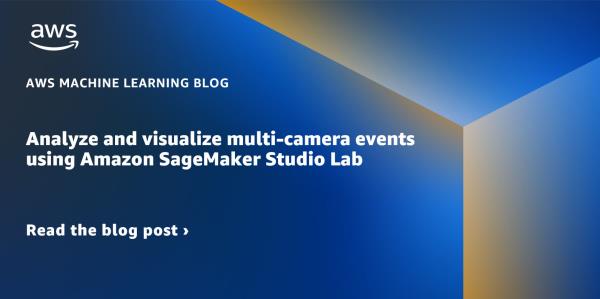 aws
AWS MACHINE LEARNING BLOG
Analyze and visualize multi-camera events
using Amazon SageMaker Studio Lab
Read the blog post ›